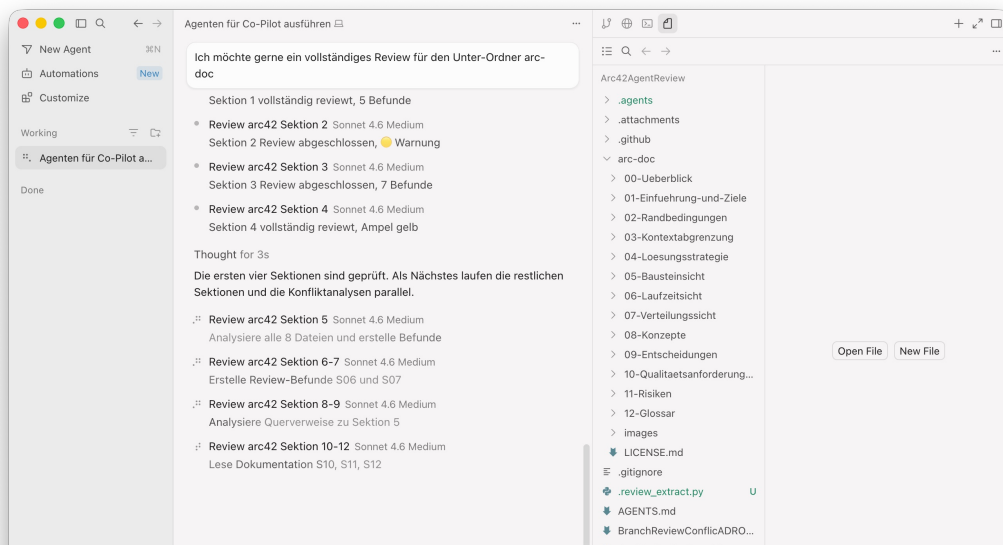 Agenten für Co-Pilot ausführen
New Agent ⌘N
Automations New
Customize
Working
Agenten für Co-Pilot a...
Done
Ich möchte gerne ein vollständiges Review für den Unter-Ordner arc-
doc
Sektion 1 vollständig reviewt, 5 Befunde
Review arc42 Sektion 2 Sonnet 4.6 Medium
Sektion 2 Review abgeschlossen, 🟡 Warnung
Review arc42 Sektion 3 Sonnet 4.6 Medium
Sektion 3 Review abgeschlossen, 7 Befunde
Review arc42 Sektion 4 Sonnet 4.6 Medium
Sektion 4 vollständig reviewt, Ampel gelb
Thought for 3s
Die ersten vier Sektionen sind geprüft. Als Nächstes laufen die restlichen
Sektionen und die Konfliktanalysen parallel.
Review arc42 Sektion 5 Sonnet 4.6 Medium
Analysiere alle 8 Dateien und erstelle Befunde
Review arc42 Sektion 6-7 Sonnet 4.6 Medium
Erstelle Review-Befunde S06 und S07
Review arc42 Sektion 8-9 Sonnet 4.6 Medium
Analysiere Querverweise zu Sektion 5
Review arc42 Sektion 10-12 Sonnet 4.6 Medium
Lese Dokumentation S10, S11, S12
Arc42AgentReview
.agents
.attachments
.github
arc-doc
00-Ueberblick
01-Einfuehrung-und-Ziele
02-Randbedingungen
03-Kontextabgrenzung
04-Loesungsstrategie
05-Bausteinsicht
06-Laufzeitsicht
07-Verteilungssicht
08-Konzepte
09-Entscheidungen
10-Qualitaetsanforderung...
11-Risiken
12-Glossar
images
LICENSE.md
.gitignore
.review_extract.py U
AGENTS.md
BranchReviewConflicADRO...
Open File New File